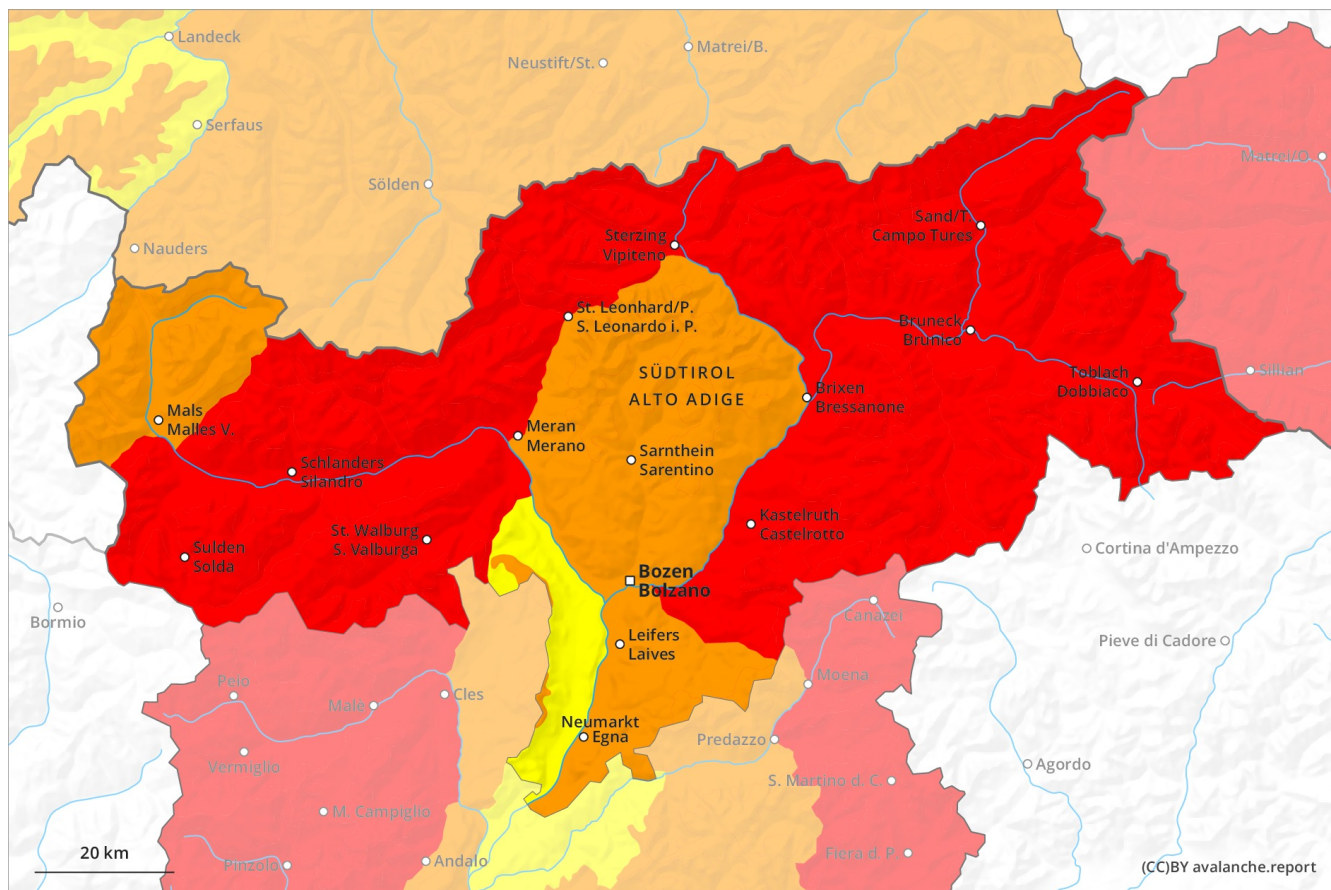 Landeck
Matrei/B.
Neustift/St.
Serfaus
Matrei/O.
Sölden
Sand/T.
Campo Tures
Sterzing
Vipiteno
Nauders
St. Leonhard/P.
S. Leonardo i. P.
Bruneck
Brunico
SÜDTIROL
ALTO ADIGE
Toblach
Dobbiaco
Sillian
Brixen
Bressanone
Mals
Malles V.
Meran
Merano
Sarnthein
Sarentino
Schlanders
Silandro
Kastelruth
Castelrotto
St. Walburg
S. Valburga
Sulden
Solda
Cortina d'Ampezzo
Bozen
Bolzano
Bormio
Canazei
Leifers
Laives
Pieve di Cadore
Peio
Moena
Malè
Cles
Neumarkt
Egna
Predazzo
Vermiglio
Agordo
S. Martino d. C.
M. Campiglio
20 km
Pinzolo
Andalo
Fiera d. P.
(CC)BY avalanche.report